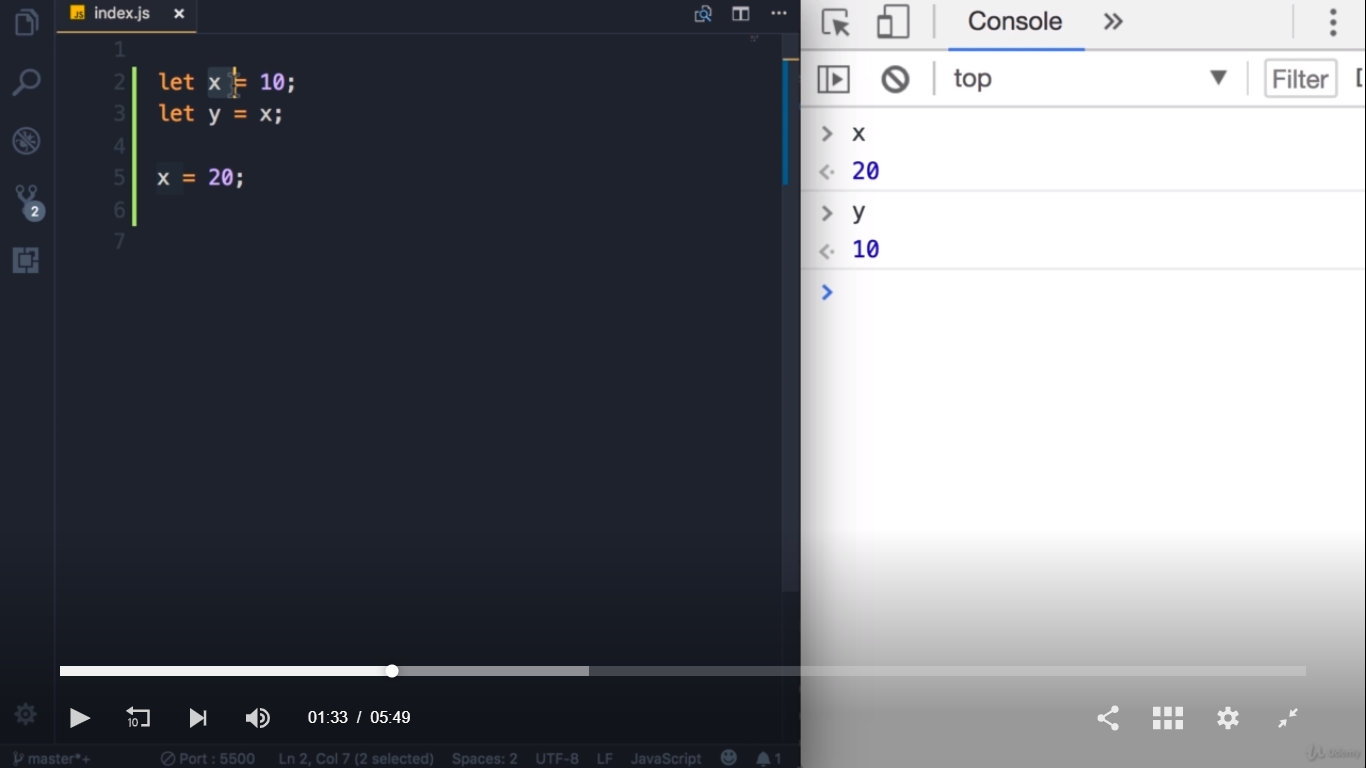 index.js
1
2 let x = 10;
3 let y = x;
4
5 x = 20;
6
7
2
Console
top
Filter
> x
20
> y
10
>
10
01:33 / 05:49
master*+
Port : 5500
Ln 2, Col 7 (2 selected)
Spaces: 2
UTF-8
LF
JavaScript
1
Udemy